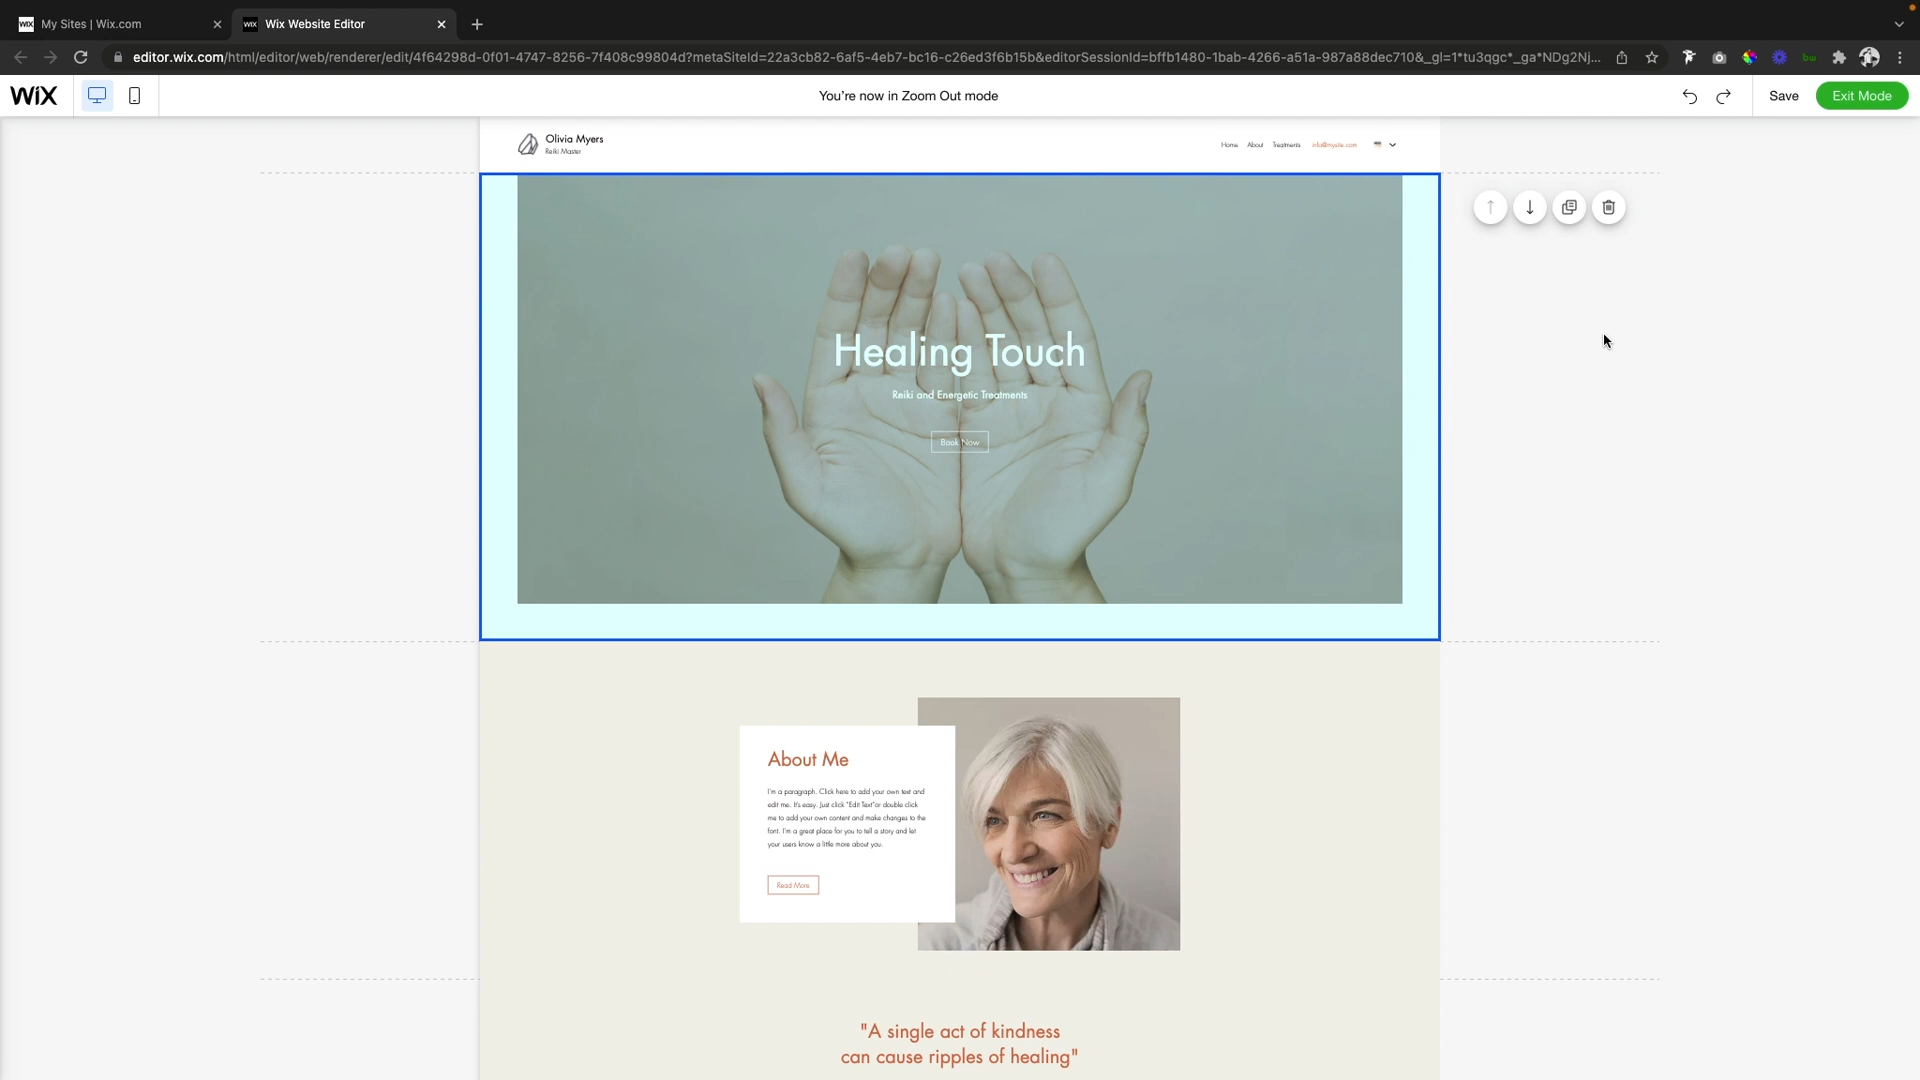 WiX My Sites | Wix.com
WiX Wix Website Editor
editor.wix.com/html/editor/web/renderer/edit/4f64298d-0f01-4747-8256-7f408c99804d?metaSiteId=22a3cb82-6af5-4eb7-bc16-c26ed3f6b15b&editorSessionId=bffb1480-1bab-4266-a51a-987a88dec710&_gl=1*tu3qgc*_ga*NDg2Nj...
bw
WiX
You're now in Zoom Out mode
Save
Exit Mode
Olivia Myers
Reiki Master
Home About Treatments info@mysite.com
Healing Touch
Reiki and Energetic Treatments
Book Now
About Me
I'm a paragraph. Click here to add your own text and
edit me. It's easy. Just click "Edit Text"or double click
me to add your own content and make changes to the
font. I'm a great place for you to tell a story and let
your users know a little more about you.
Read More
"A single act of kindness
can cause ripples of healing"